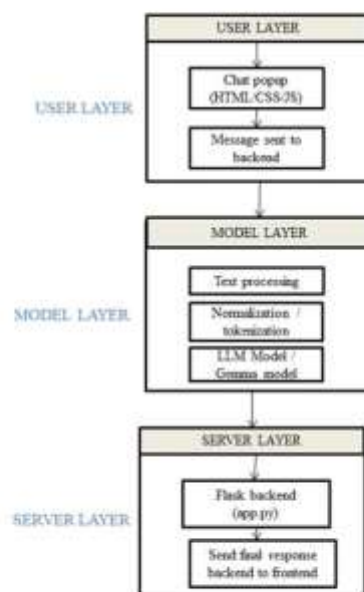 USER LAYER
Chat popup
(HTML/CSS/JS)
USER LAYER
Message sent to
backend
MODEL LAYER
Text processing
Normalization /
tokenization
MODEL LAYER
LLM Model /
Gemma model
SERVER LAYER
Flask backend
(app.py)
SERVER LAYER
Send final response
backend to frontend